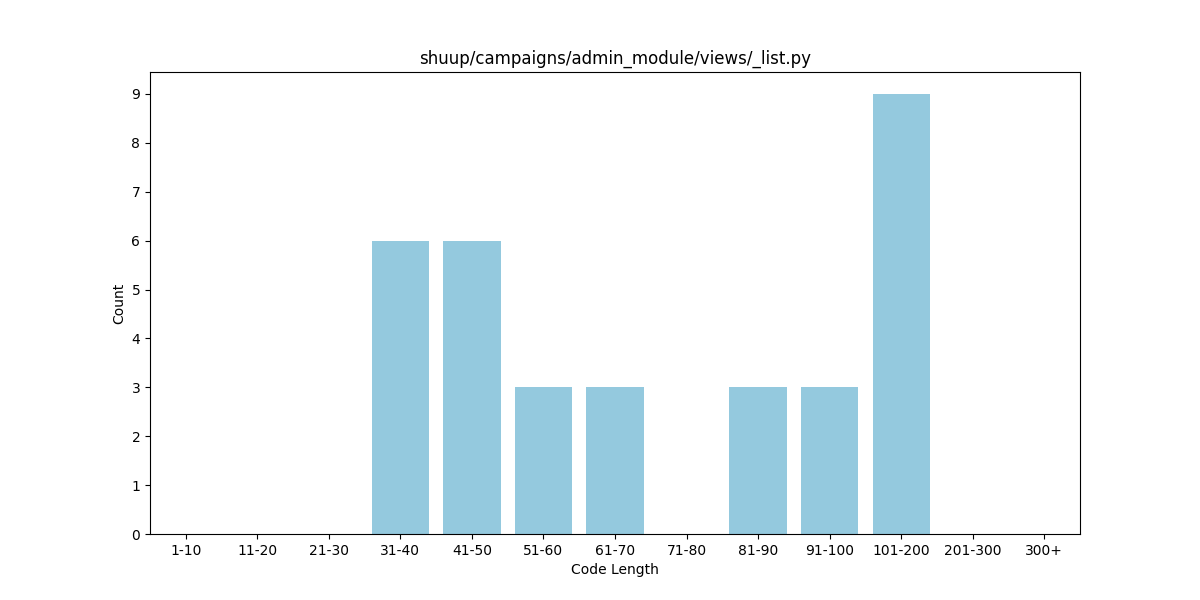 shuup/campaigns/admin_module/views/_list.py
9
8
7
6
5
4
3
2
1
0
Count
1-10 11-20 21-30 31-40 41-50 51-60 61-70 71-80 81-90 91-100 101-200 201-300 300+
Code Length